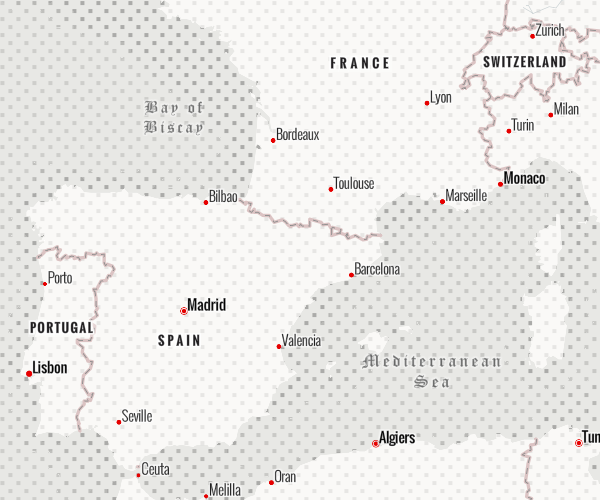 Zurich
FRANCE
SWITZERLAND
Lyon
Bay of
Biscay
Milan
Turin
Bordeaux
Monaco
Toulouse
Marseille
Bilbao
Barcelona
Porto
Madrid
PORTUGAL
SPAIN
Valencia
Mediterranean
Sea
Lisbon
Seville
Algiers
Tun
Ceuta
Oran
Melilla